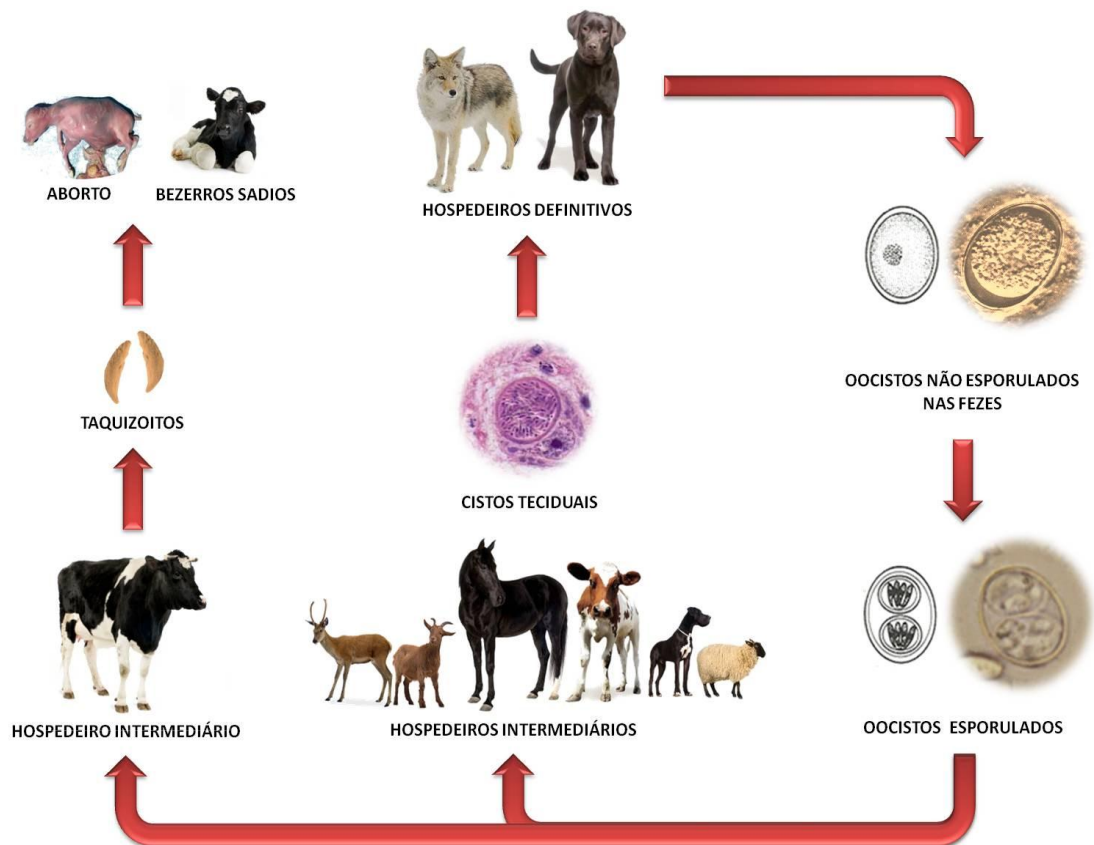 ABORTO
BEZERROS SADIOS
HOSPEDEIROS DEFINITIVOS
TAQUIZOITOS
CISTOS TECIDUAIS
OOCISTOS NÃO ESPORULADOS
NAS FEZES
HOSPEDEIRO INTERMEDIÁRIO
HOSPEDEIROS INTERMEDIÁRIOS
OOCISTOS ESPORULADOS